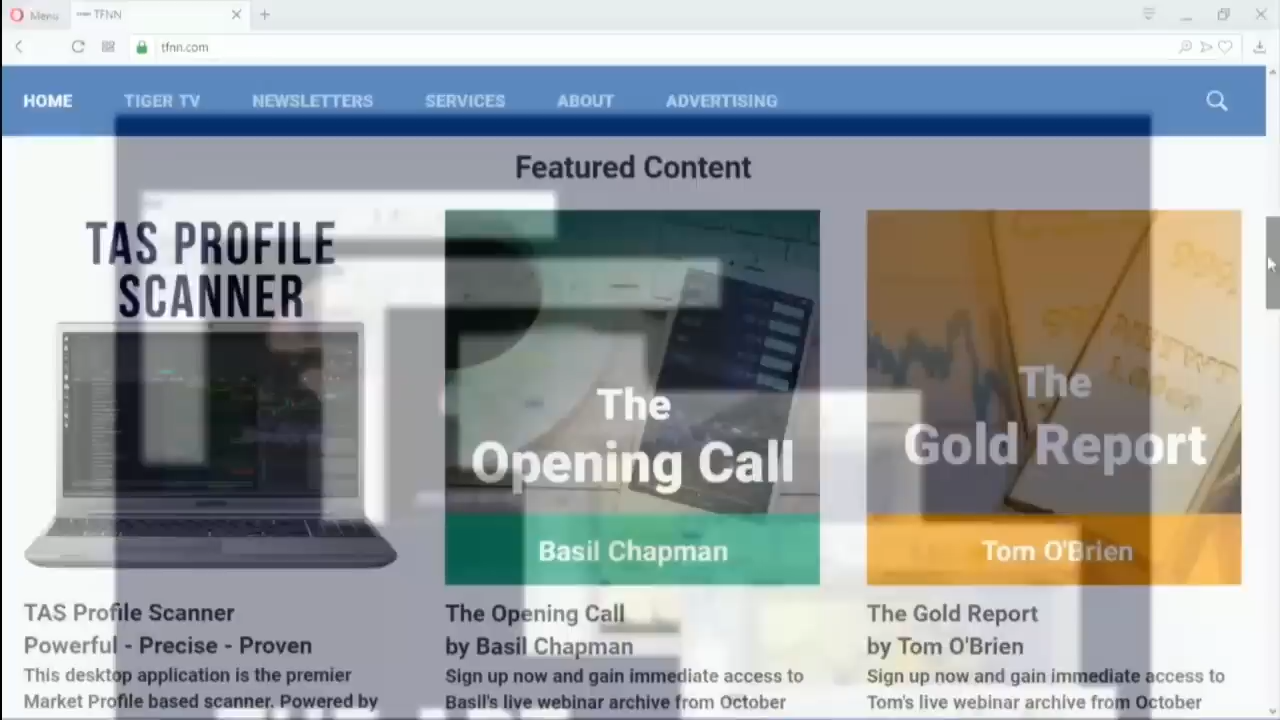 Menu
TFNN
tfnn.com
HOME
TIGER TV
NEWSLETTERS
SERVICES
ABOUT
ADVERTISING
Featured Content
TAS PROFILE
SCANNER
The
Opening Call
Basil Chapman
The
Gold Report
Tom O'Brien
TAS Profile Scanner
Powerful - Precise - Proven
This desktop application is the premier
Market Profile based scanner. Powered by
The Opening Call
by Basil Chapman
Sign up now and gain immediate access to
Basil's live webinar archive from October
The Gold Report
by Tom O'Brien
Sign up now and gain immediate access to
Tom's live webinar archive from October